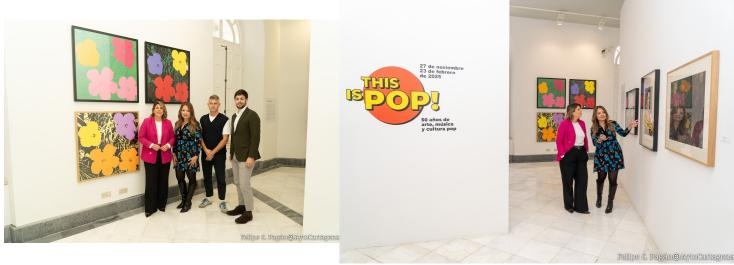 27 de noviembre
23 de febrero
de 2025
THIS
IS POP!
50 años de
arte, música
y cultura pop
Felipe G. Pagán@AytoCartagena
Felipe G. Pagán@AytoCartagena